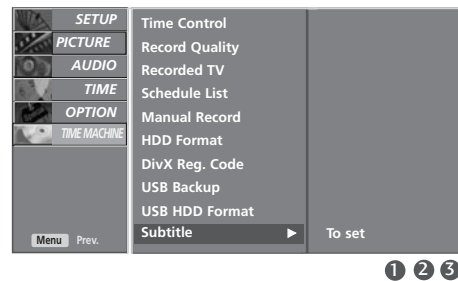 SETUP
PICTURE
AUDIO
TIME
OPTION
TIME MACHINE
Menu Prev.
Time Control
Record Quality
Recorded TV
Schedule List
Manual Record
HDD Format
DivX Reg. Code
USB Backup
USB HDD Format
Subtitle ▶ To set
1 2 3